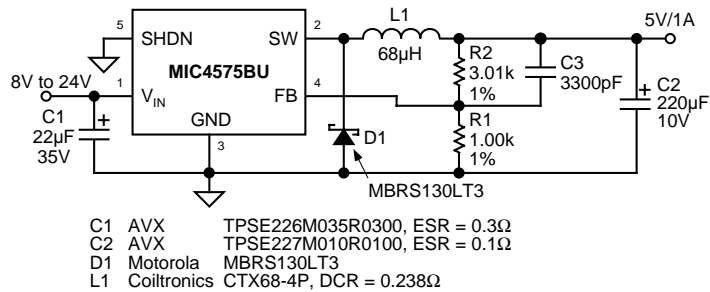 5 SHDN SW 2 L1 5V/1A
68µH
R2
3.01k
1%
C3
3300pF
MIC4575BU
8V to 24V
1 VIN FB 4
C1
22µF
35V
+
GND
3
D1
R1
1.00k
1%
+
C2
220µF
10V
MBRS130LT3
C1 AVX TPSE226M035R0300, ESR = 0.3Ω
C2 AVX TPSE227M010R0100, ESR = 0.1Ω
D1 Motorola MBRS130LT3
L1 Coiltronics CTX68-4P, DCR = 0.238Ω